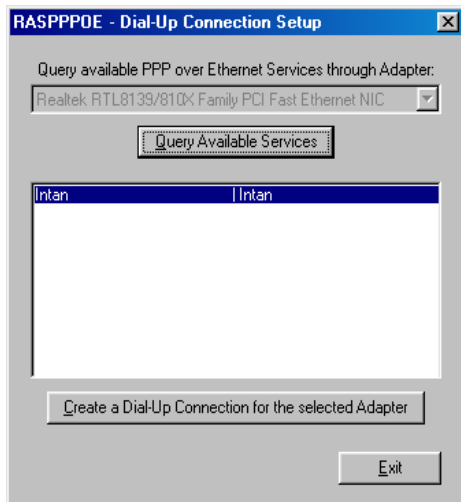 RASPPPOE - Dial-Up Connection Setup
Query available PPP over Ethernet Services through Adapter:
Realtek RTL8139/810X Family PCI Fast Ethernet NIC
Query Available Services
Intan | Intan
Create a Dial-Up Connection for the selected Adapter
Exit